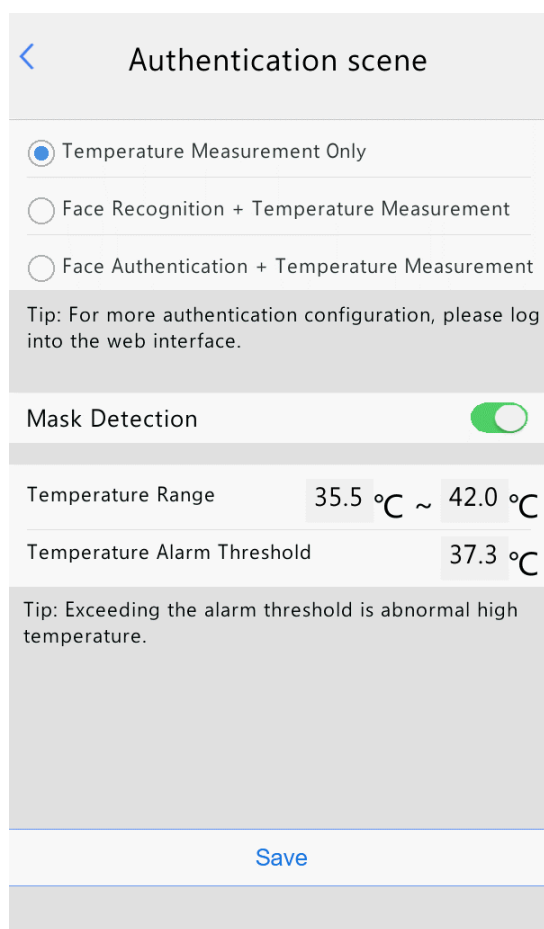 Authentication scene
Temperature Measurement Only
Face Recognition + Temperature Measurement
Face Authentication + Temperature Measurement
Tip: For more authentication configuration, please log
into the web interface.
Mask Detection
Temperature Range 35.5 ℃ ~ 42.0 ℃
Temperature Alarm Threshold 37.3 ℃
Tip: Exceeding the alarm threshold is abnormal high
temperature.
Save